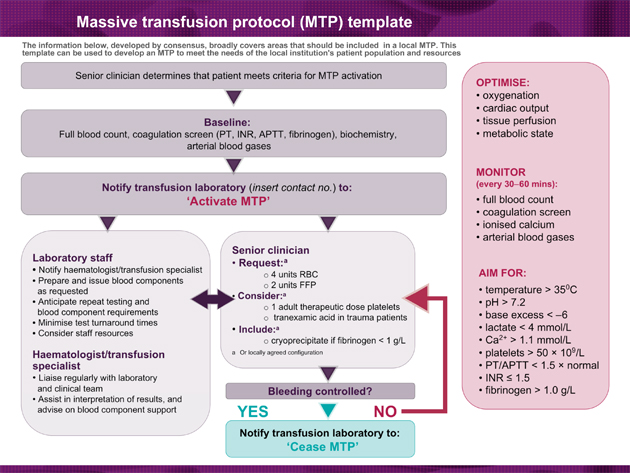 Massive transfusion protocol (MTP) template
The information below, developed by consensus, broadly covers areas that should be included in a local MTP. This
template can be used to develop an MTP to meet the needs of the local institution's patient population and resources
Senior clinician determines that patient meets criteria for MTP activation
Baseline:
Full blood count, coagulation screen (PT, INR, APTT, fibrinogen), biochemistry,
arterial blood gases
Notify transfusion laboratory (insert contact no.) to:
‘Activate MTP’
Laboratory staff
• Notify haematologist/transfusion specialist
• Prepare and issue blood components
as requested
• Anticipate repeat testing and
blood component requirements
• Minimise test turnaround times
• Consider staff resources
Haematologist/transfusion
specialist
• Liaise regularly with laboratory
and clinical team
• Assist in interpretation of results, and
advise on blood component support
Senior clinician
• Request:a
o 4 units RBC
o 2 units FFP
• Consider:a
o 1 adult therapeutic dose platelets
o tranexamic acid in trauma patients
• Include:a
o cryoprecipitate if fibrinogen < 1 g/L
a Or locally agreed configuration
Bleeding controlled?
YES
NO
Notify transfusion laboratory to:
‘Cease MTP’
OPTIMISE:
• oxygenation
• cardiac output
• tissue perfusion
• metabolic state
MONITOR
(every 30–60 mins):
• full blood count
• coagulation screen
• ionised calcium
• arterial blood gases
AIM FOR:
• temperature > 35⁰C
• pH > 7.2
• base excess < –6
• lactate < 4 mmol/L
• Ca²⁺ > 1.1 mmol/L
• platelets > 50 × 10⁹/L
• PT/APTT < 1.5 × normal
• INR ≤ 1.5
• fibrinogen > 1.0 g/L